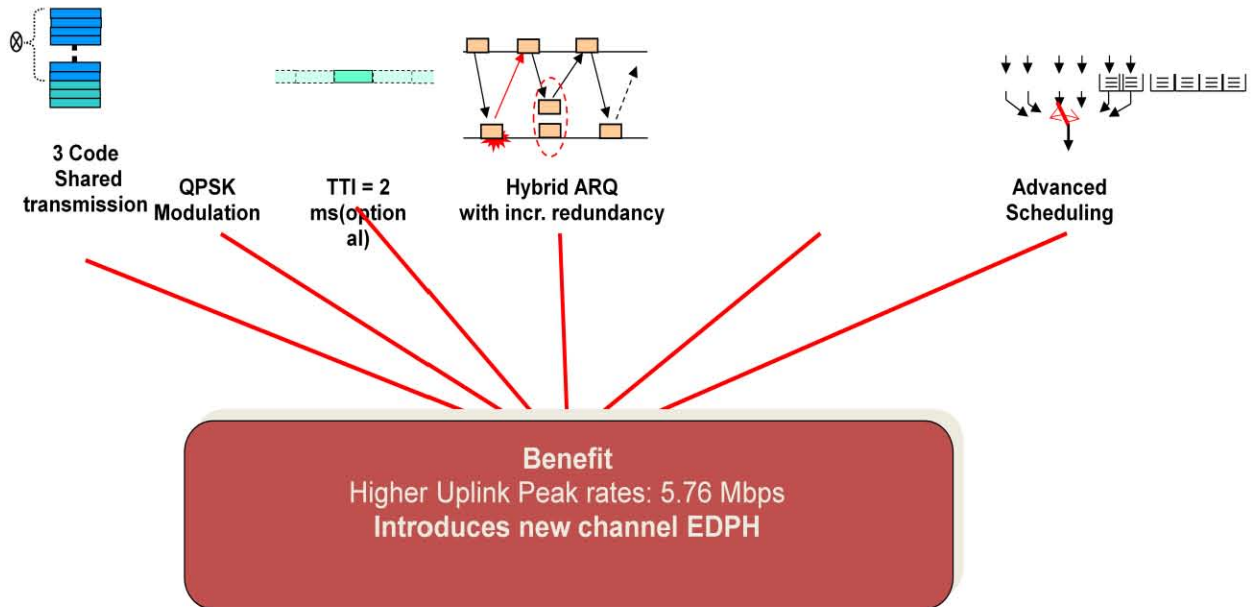 3 Code
Shared
transmission
QPSK
Modulation
TTI = 2
ms(option
al)
Hybrid ARQ
with incr. redundancy
Advanced
Scheduling
Benefit
Higher Uplink Peak rates: 5.76 Mbps
Introduces new channel EDPH